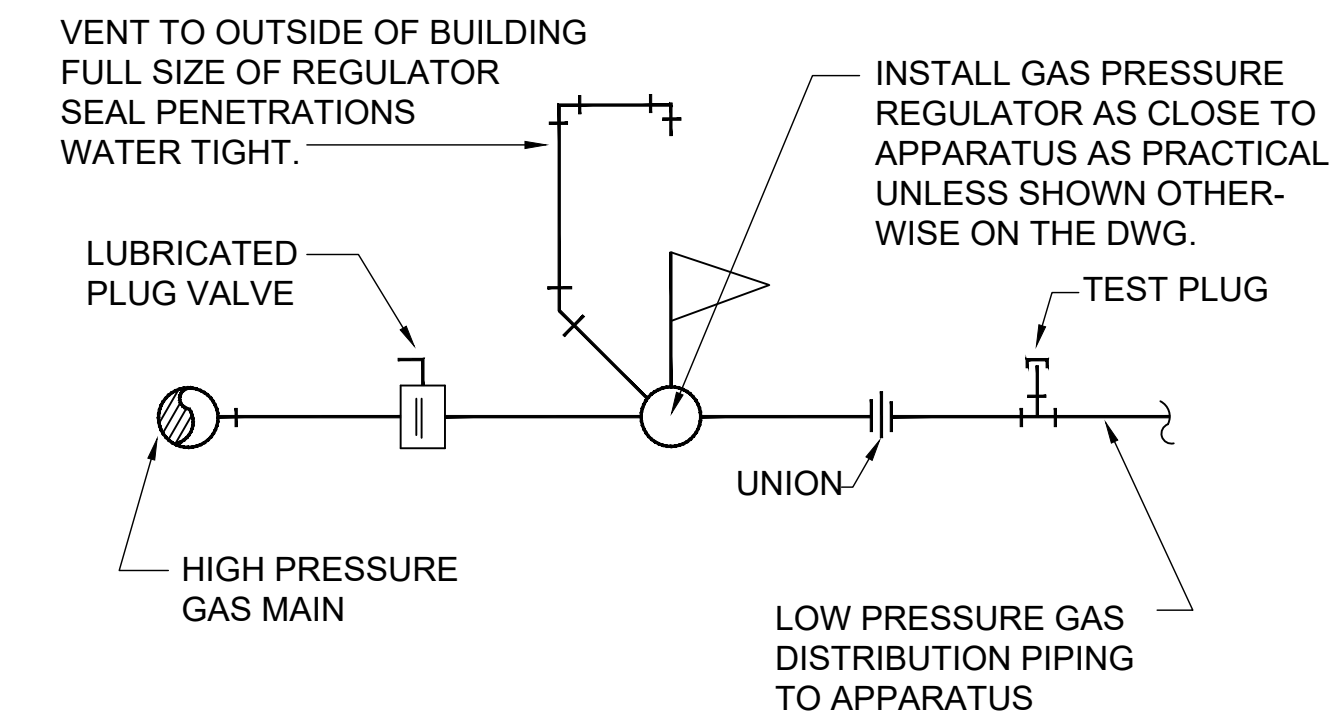 VENT TO OUTSIDE OF BUILDING
FULL SIZE OF REGULATOR
SEAL PENETRATIONS
WATER TIGHT.
INSTALL GAS PRESSURE
REGULATOR AS CLOSE TO
APPARATUS AS PRACTICAL
UNLESS SHOWN OTHER-
WISE ON THE DWG.
LUBRICATED
PLUG VALVE
TEST PLUG
UNION
HIGH PRESSURE
GAS MAIN
LOW PRESSURE GAS
DISTRIBUTION PIPING
TO APPARATUS